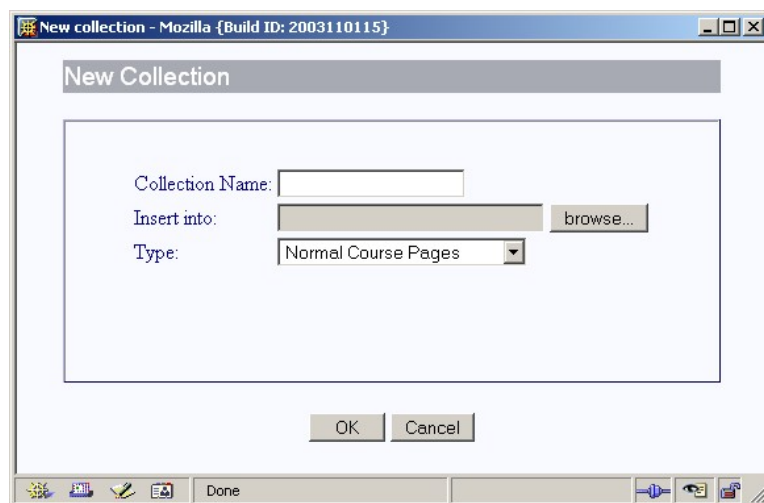 New collection - Mozilla {Build ID: 2003110115}
New Collection
Collection Name:
Insert into: browse...
Type: Normal Course Pages
OK Cancel
Done